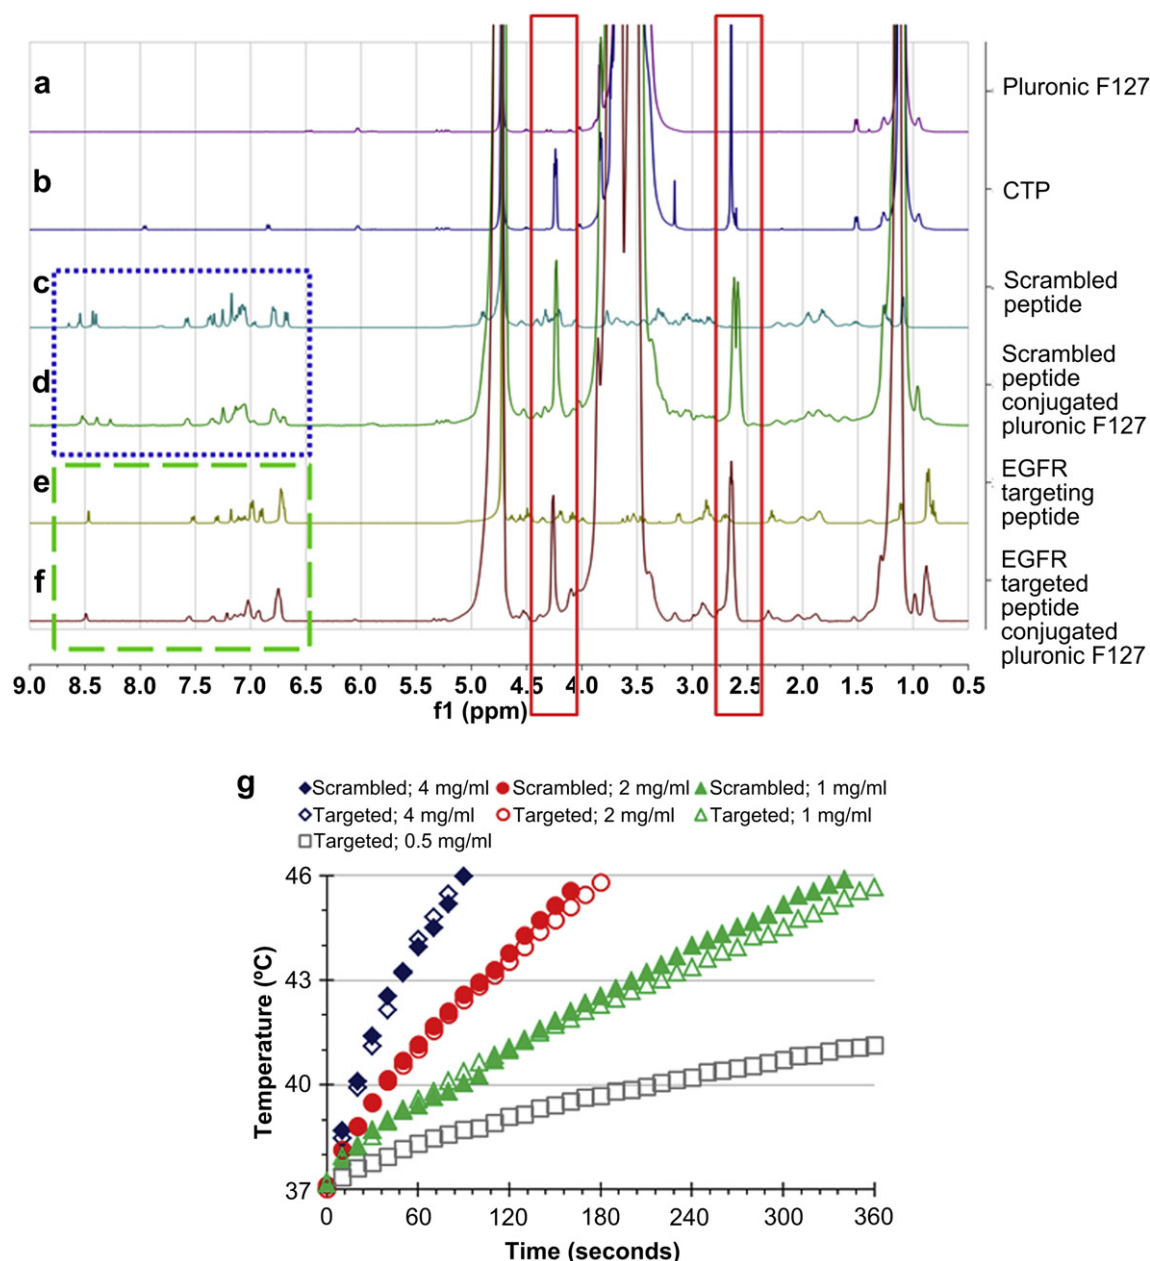 a
Pluronic F127
b
CTP
c
Scrambled
peptide
d
Scrambled
peptide
conjugated
pluronic F127
e
EGFR
targeting
peptide
f
EGFR
targeted
peptide
conjugated
pluronic F127
9.0 8.5 8.0 7.5 7.0 6.5 6.0 5.5 5.0 4.5 4.0 3.5 3.0 2.5 2.0 1.5 1.0 0.5
f1 (ppm)
g
Scrambled; 4 mg/ml Scrambled; 2 mg/ml Scrambled; 1 mg/ml
Targeted; 4 mg/ml Targeted; 2 mg/ml Targeted; 1 mg/ml
Targeted; 0.5 mg/ml
46
43
40
37
Temperature (ºC)
0 60 120 180 240 300 360
Time (seconds)